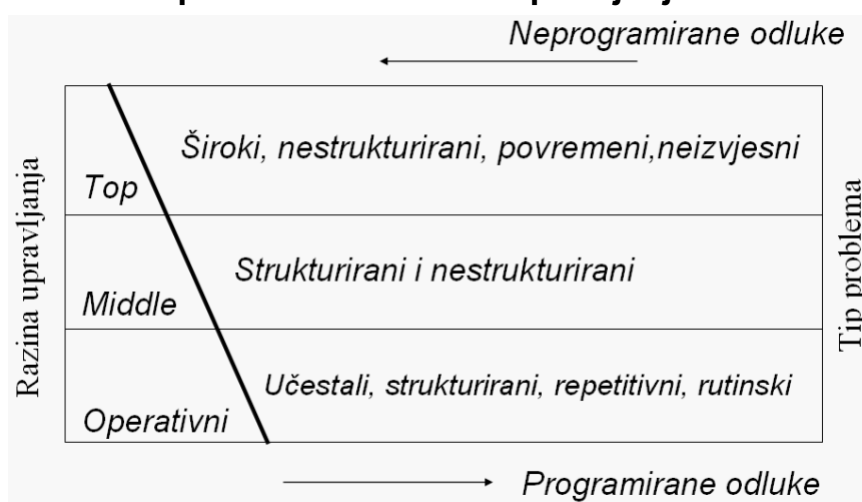 Neprogramirane odluke
Razina upravljanja
Široki, nestrukturirani, povremeni,neizvjesni
Top
Strukturirani i nestrukturirani
Middle
Učestali, strukturirani, repetitivni, rutinski
Operativni
Tip problema
Programirane odluke